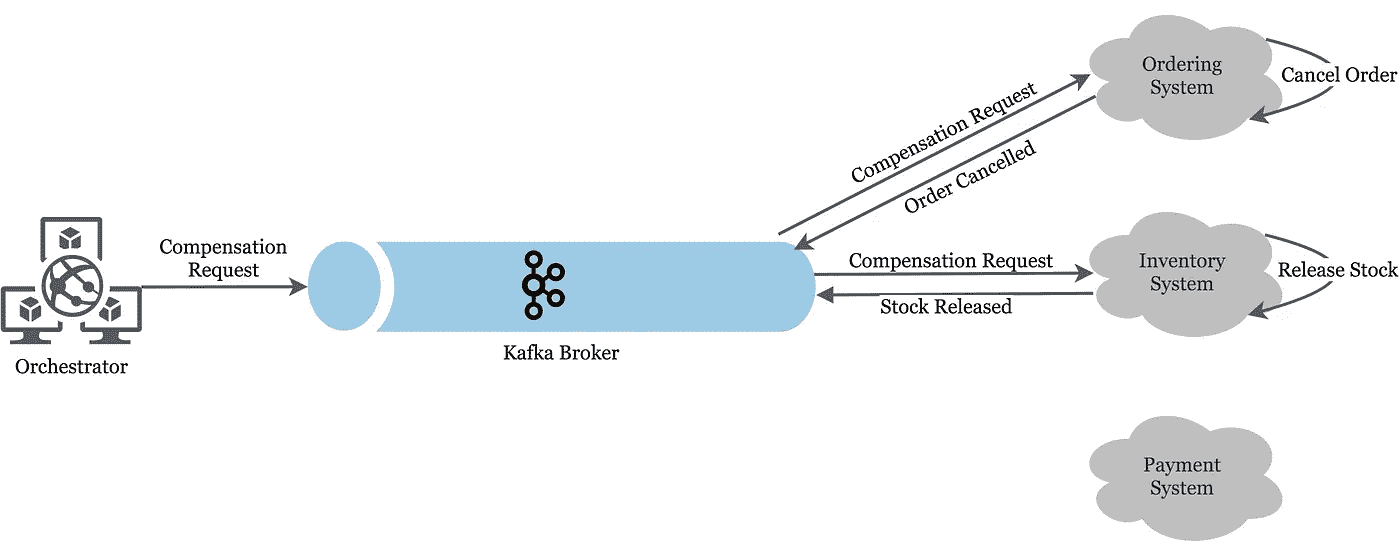 Ordering
System
Cancel Order
Compensation Request
Order Cancelled
Compensation
Request
Orchestrator
Kafka Broker
Compensation Request
Stock Released
Inventory
System
Release Stock
Payment
System